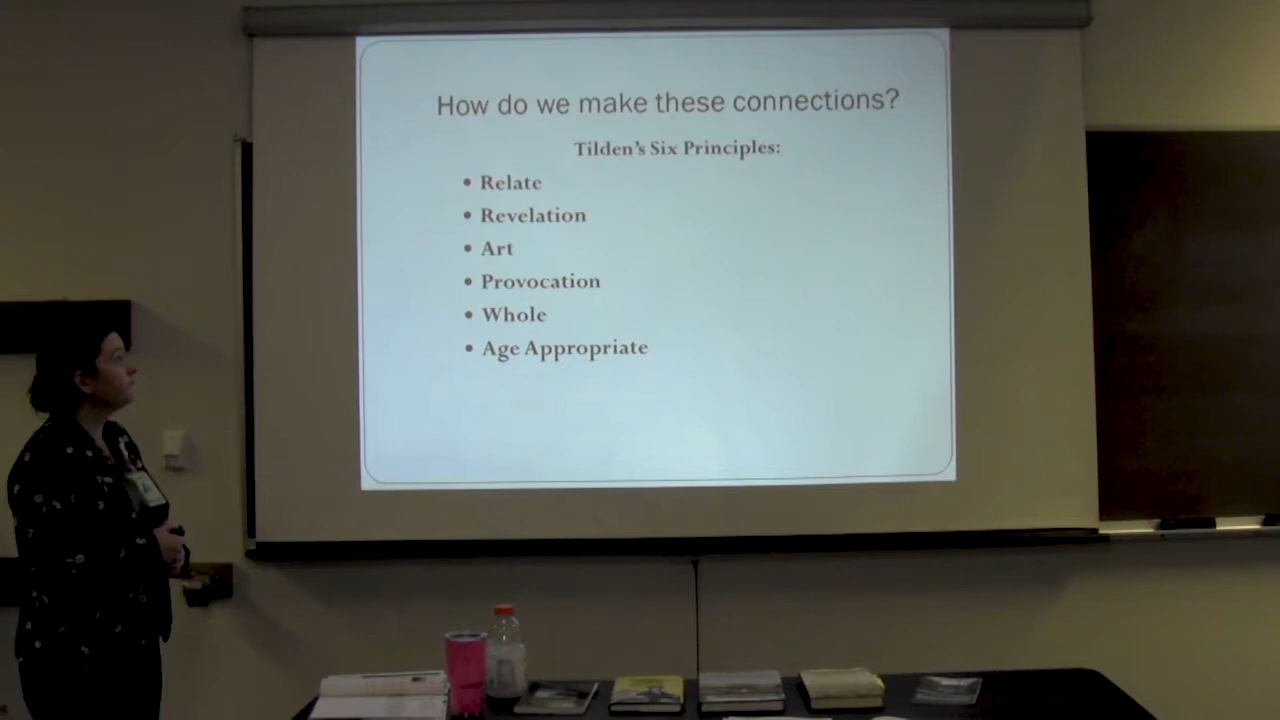 How do we make these connections?
Tilden's Six Principles:
• Relate
• Revelation
• Art
• Provocation
• Whole
• Age Appropriate